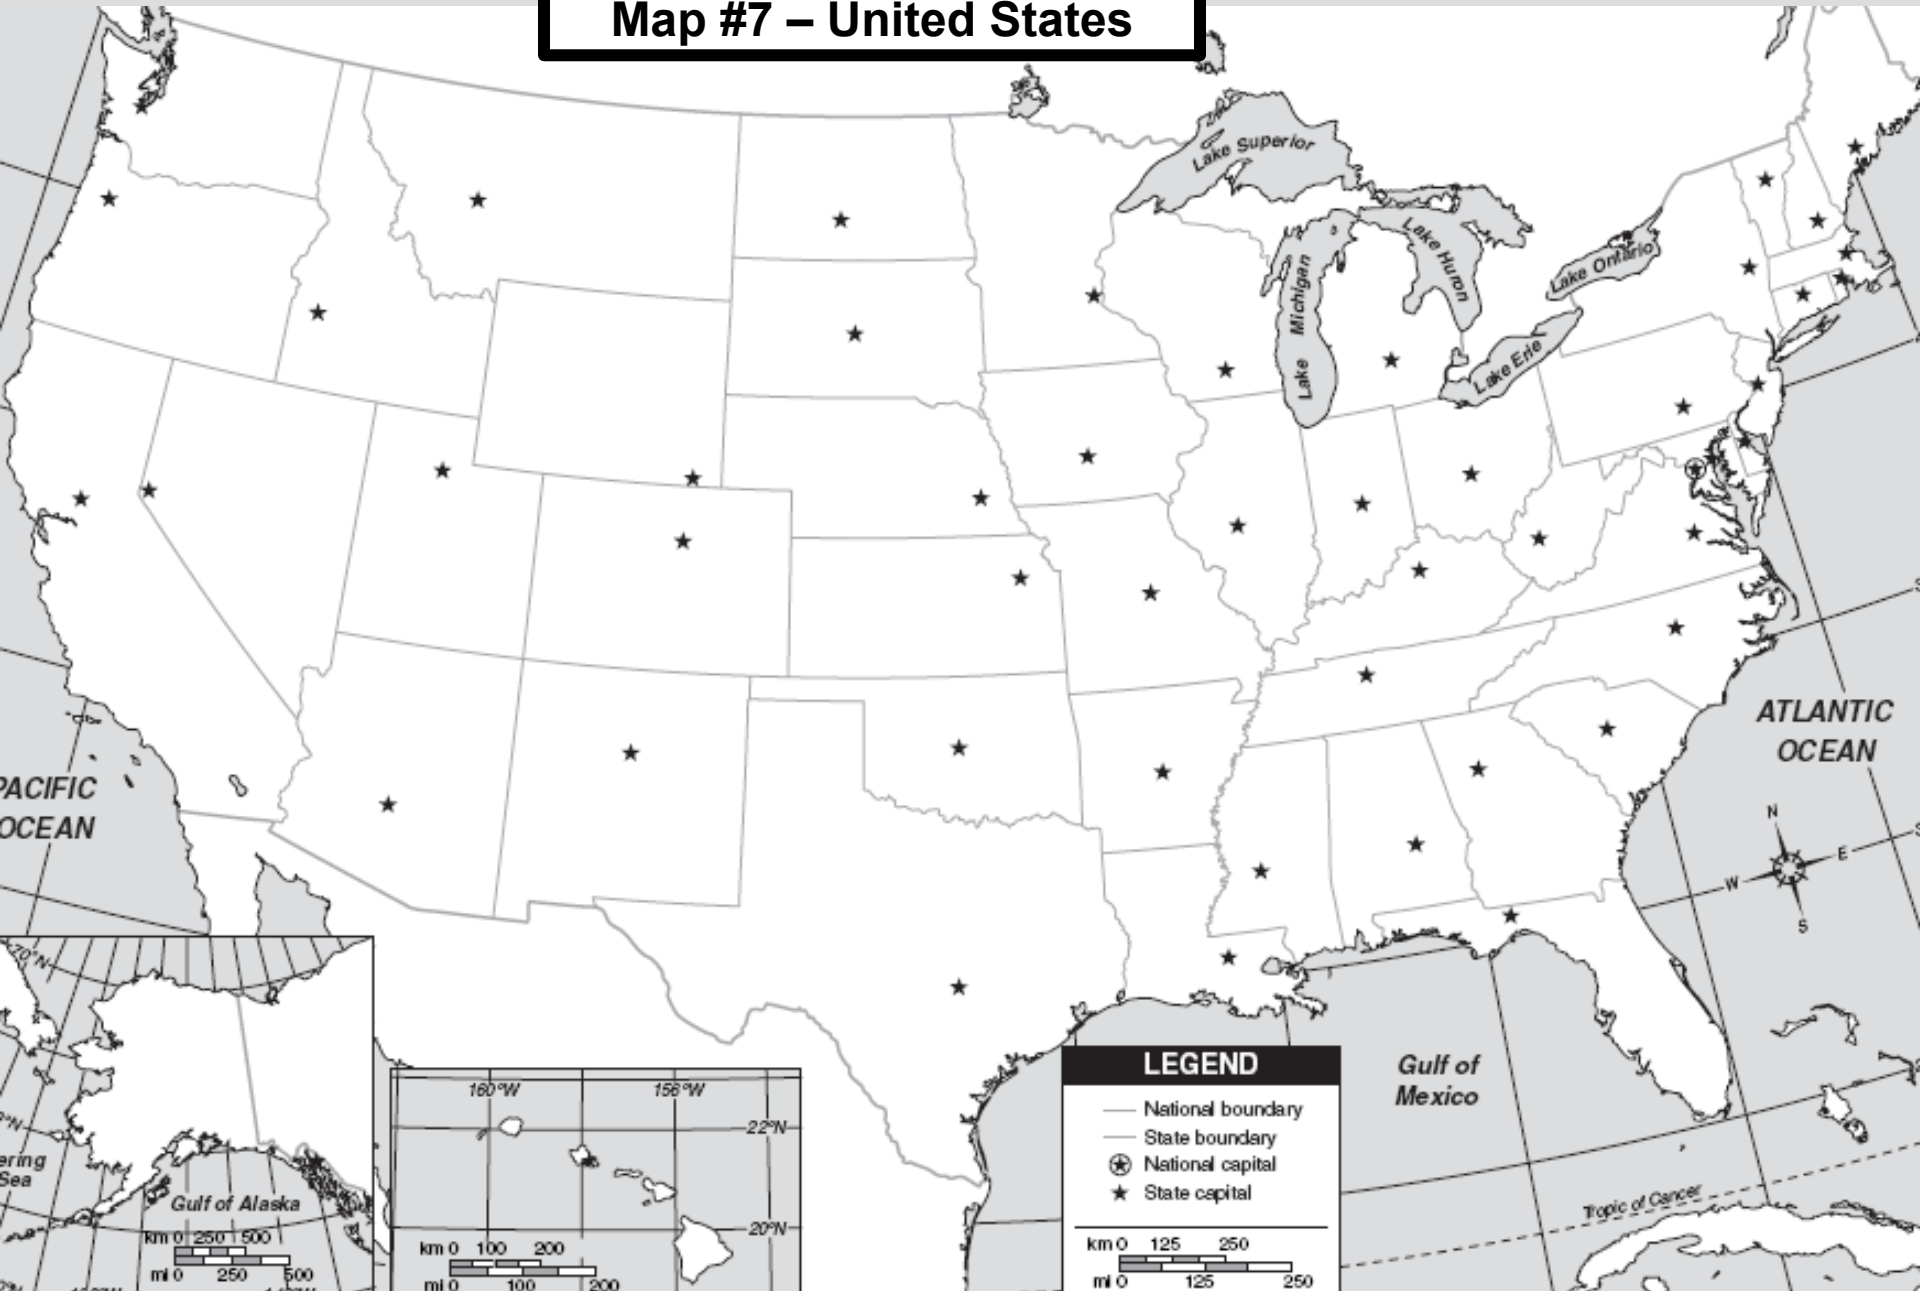 Map #7 – United States
Lake Superior
Lake Michigan
Lake Huron
Lake Ontario
Lake Erie
ATLANTIC
OCEAN
PACIFIC
OCEAN
N
E
W
S
70°N
Gulf of Alaska
km 0 250 500
mi 0 250 500
160°W
156°W
22°N
20°N
km 0 100 200
mi 0 100 200
LEGEND
National boundary
State boundary
National capital
State capital
km 0 125 250
mi 0 125 250
Gulf of
Mexico
Tropic of Cancer
Sea